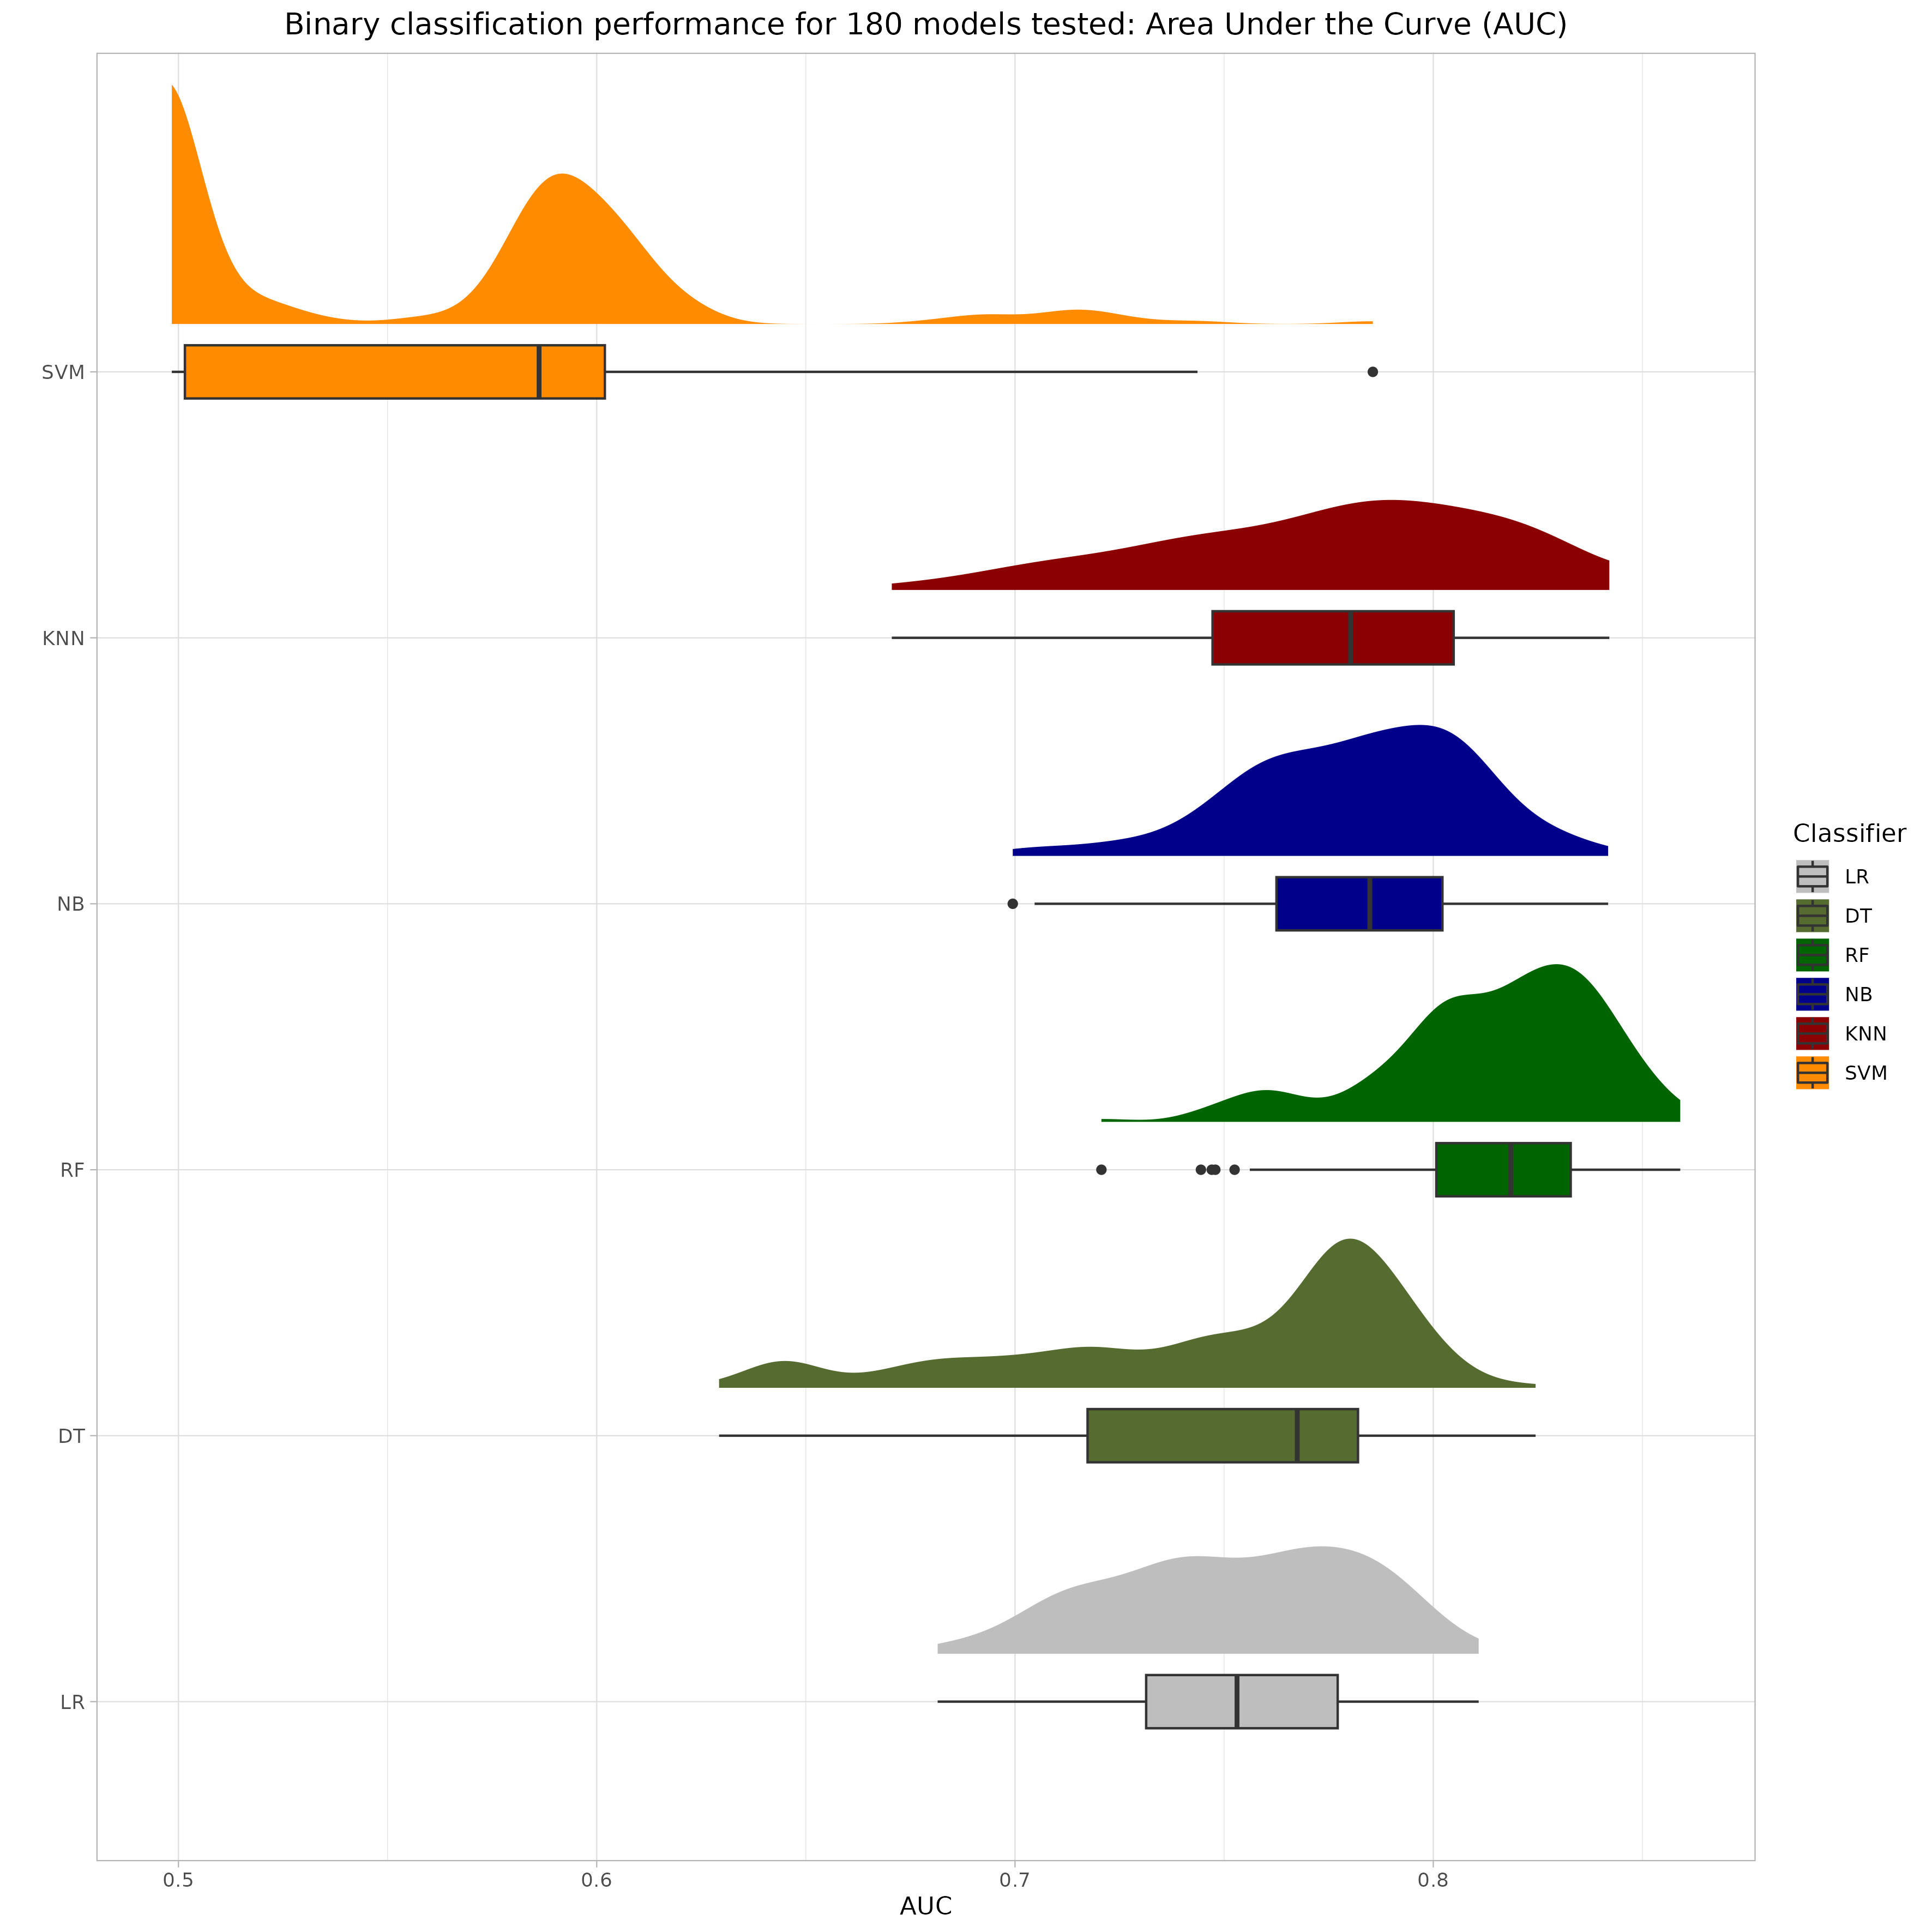 Binary classification performance for 180 models tested: Area Under the Curve (AUC)
SVM
KNN
NB
RF
DT
LR
0.5 0.6 0.7 0.8
AUC
Classifier
LR
DT
RF
NB
KNN
SVM